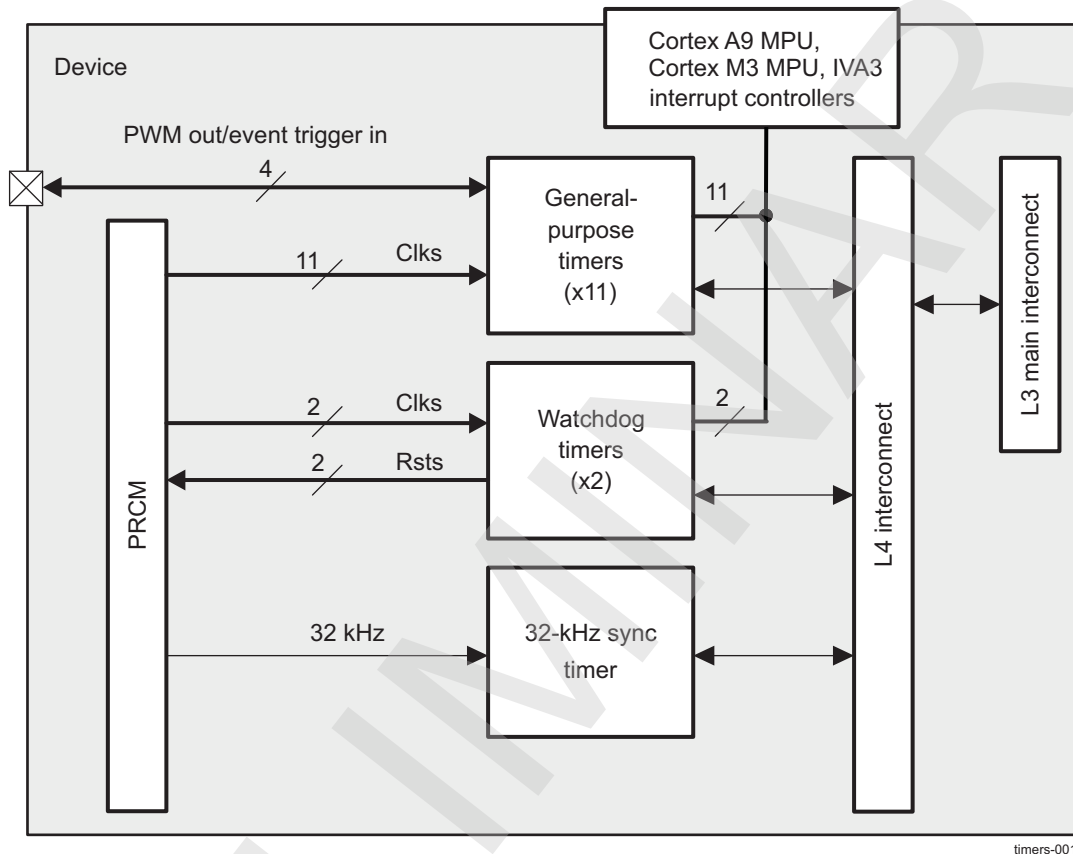 Device
Cortex A9 MPU,
Cortex M3 MPU, IVA3
interrupt controllers
PWM out/event trigger in
4
General-
purpose
timers
(x11)
11
11
Clks
Watchdog
timers
(x2)
2
Clks
2
2
Rsts
32-kHz sync
timer
32 kHz
PRCM
L4 interconnect
L3 main interconnect
IMINAR
timers-001